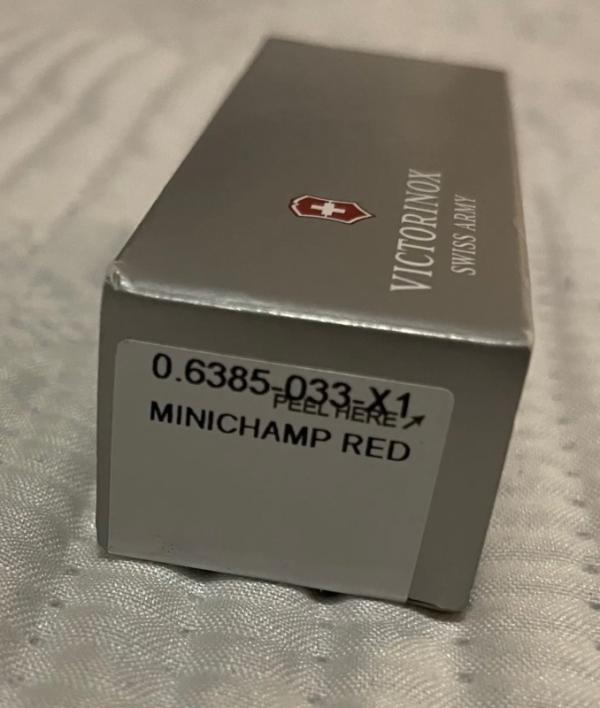 VICTORINOX
SWISS ARMY
0.6385-033-X1
PEEL HERE
MINICHAMP RED